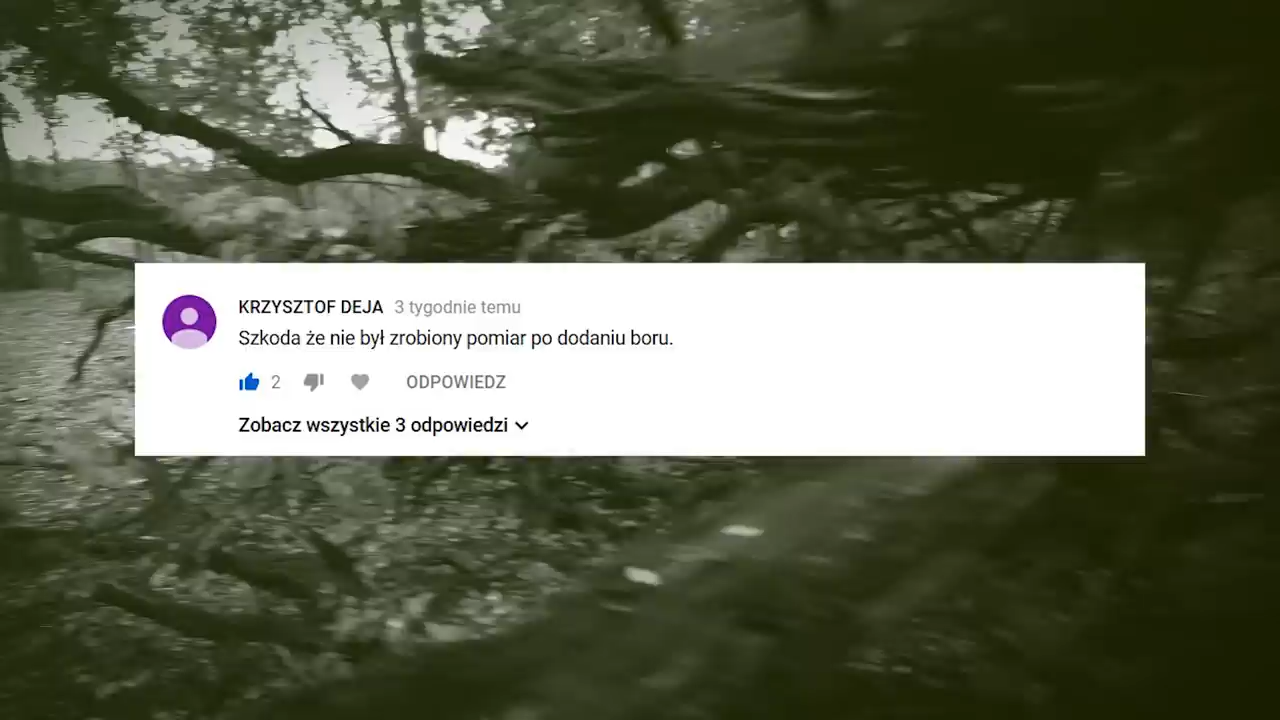 KRZYSZTOF DEJA 3 tygodnie temu
Szkoda że nie był zrobiony pomiar po dodaniu boru.
2 ODPOWIEDZ
Zobacz wszystkie 3 odpowiedzi